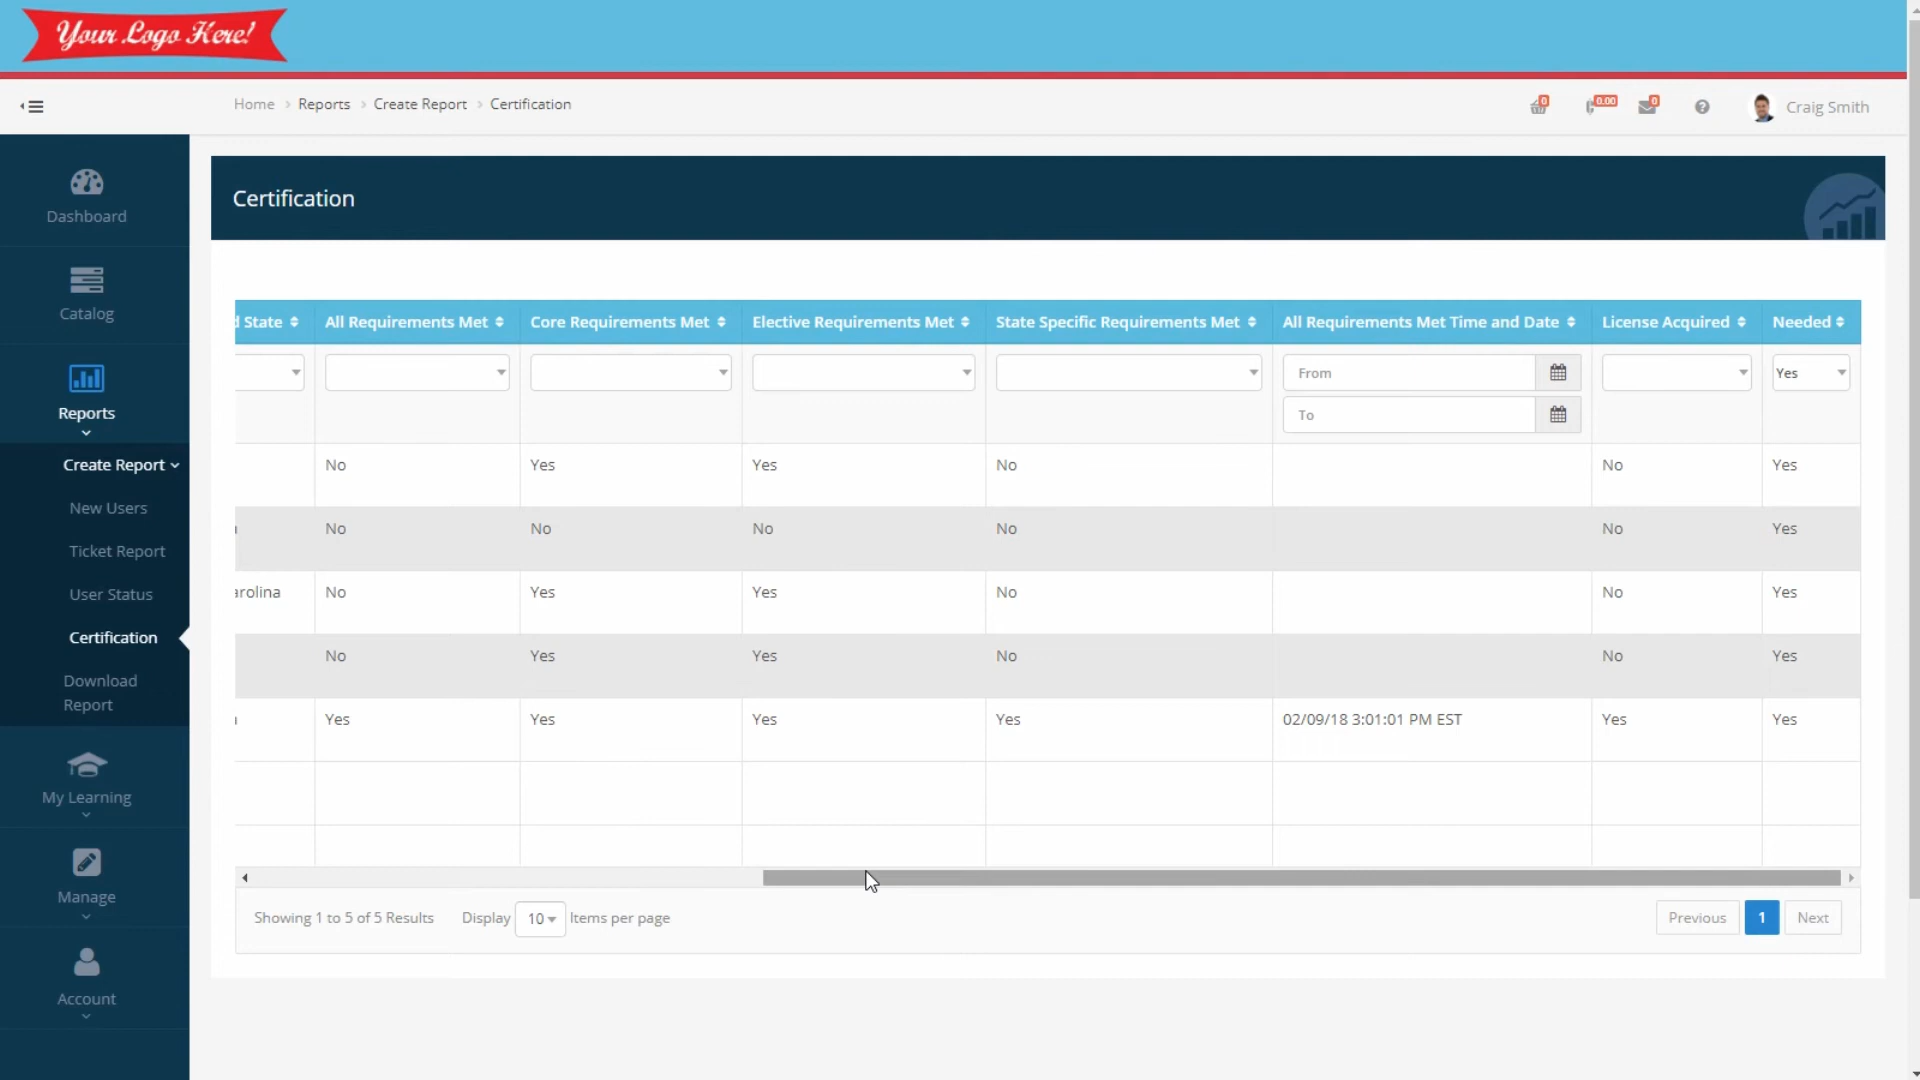 Your Logo Here!
Home › Reports › Create Report › Certification
0
0.00
0
Craig Smith
Dashboard
Catalog
Reports
Create Report
New Users
Ticket Report
User Status
Certification
Download
Report
My Learning
Manage
Account
Certification
d State All Requirements Met Core Requirements Met Elective Requirements Met State Specific Requirements Met All Requirements Met Time and Date License Acquired Needed
From
Yes
To
No Yes Yes No No Yes
No No No No No Yes
arolina No Yes Yes No No Yes
No Yes Yes No No Yes
Yes Yes Yes Yes 02/09/18 3:01:01 PM EST Yes Yes
Showing 1 to 5 of 5 Results Display 10 Items per page
Previous 1 Next